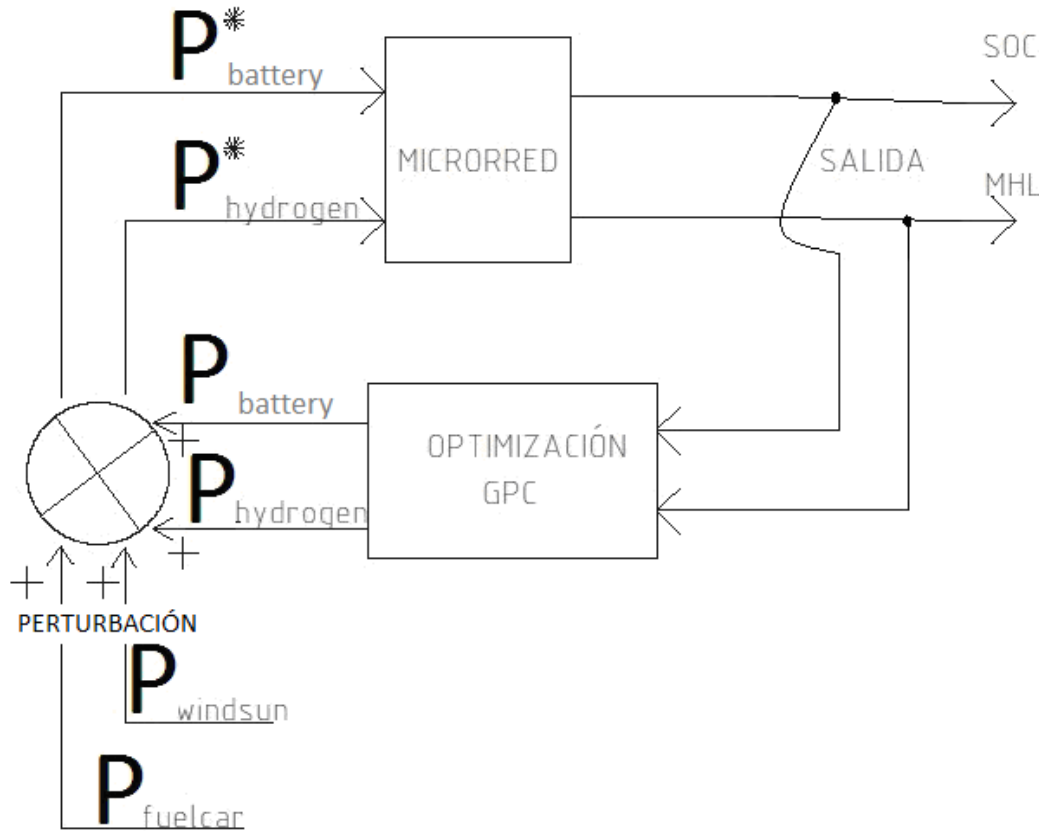 P*battery
SOC
MICRORRED
SALIDA
P*hydrogen
MHL
Pbattery
+
OPTIMIZACIÓN
GPC
Phydrogen
+
+ +
PERTURBACIÓN
Pwindsun
Pfuelcar